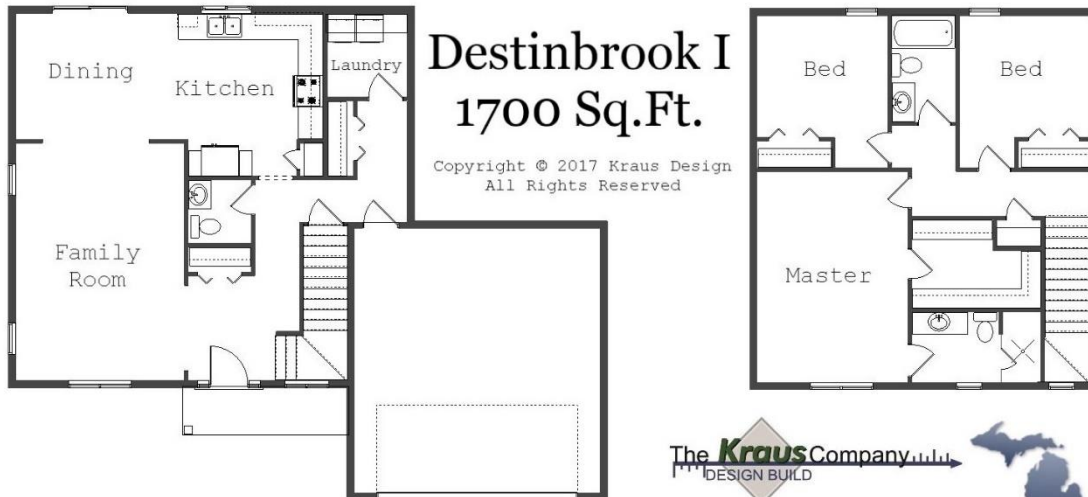 Dining
Kitchen
Laundry
Family
Room
Destinbrook I
1700 Sq.Ft.
Copyright © 2017 Kraus Design
All Rights Reserved
Bed
Bed
Master
The Kraus Company
DESIGN BUILD